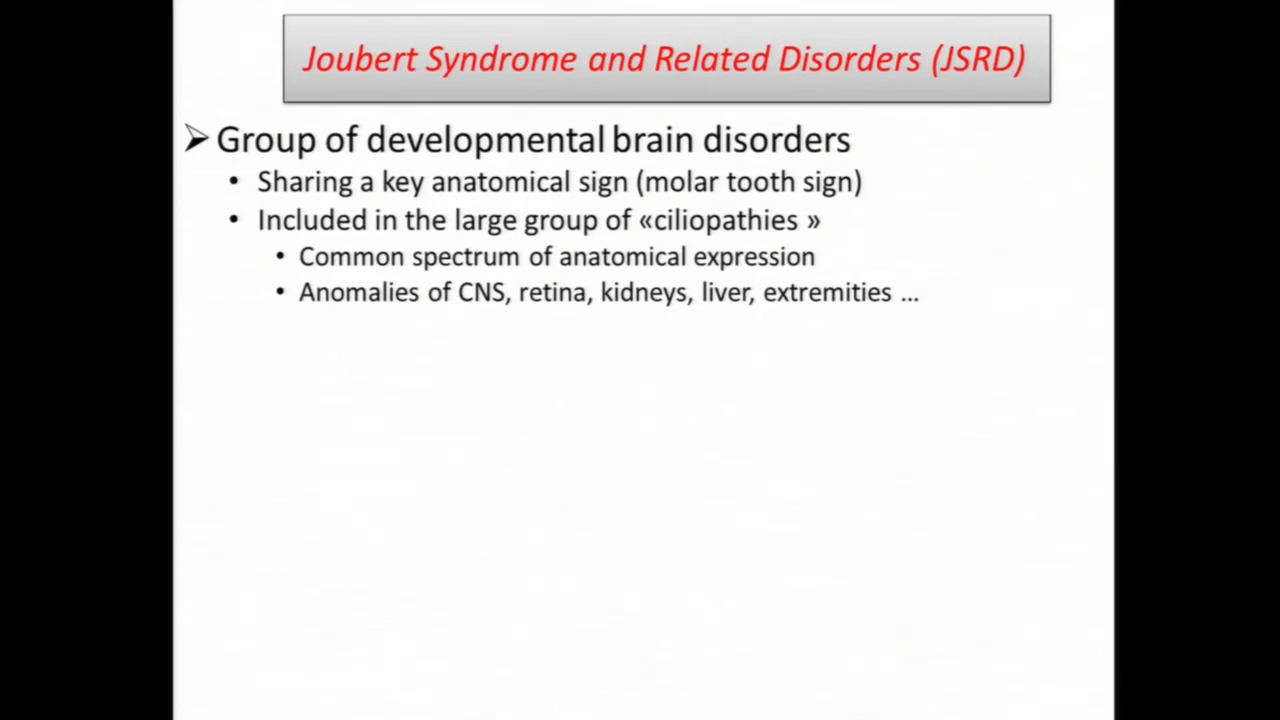 Joubert Syndrome and Related Disorders (JSRD)
➢ Group of developmental brain disorders
• Sharing a key anatomical sign (molar tooth sign)
• Included in the large group of «ciliopathies »
• Common spectrum of anatomical expression
• Anomalies of CNS, retina, kidneys, liver, extremities ...